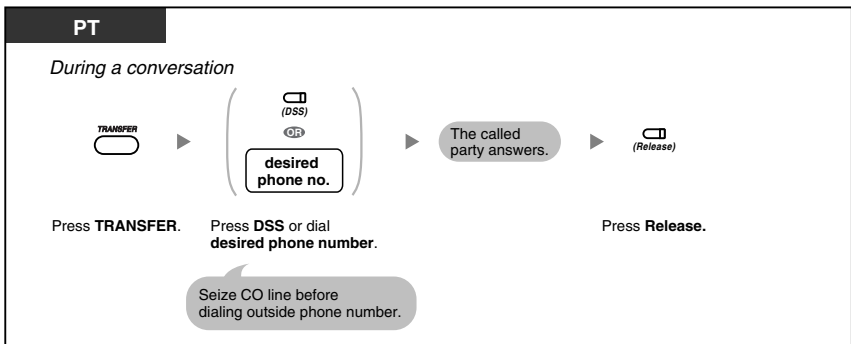 PT
During a conversation
TRANSFER
(DSS)
OR
desired
phone no.
The called
party answers.
(Release)
Press TRANSFER.
Press DSS or dial
desired phone number.
Press Release.
Seize CO line before
dialing outside phone number.